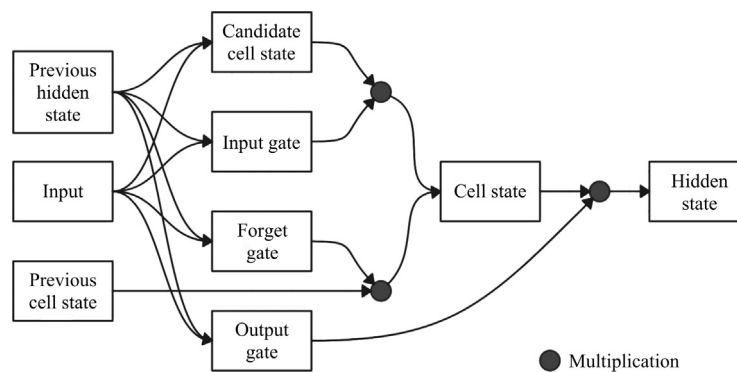 Previous
hidden
state
Input
Previous
cell state
Candidate
cell state
Input gate
Forget
gate
Output
gate
Cell state
Hidden
state
Multiplication